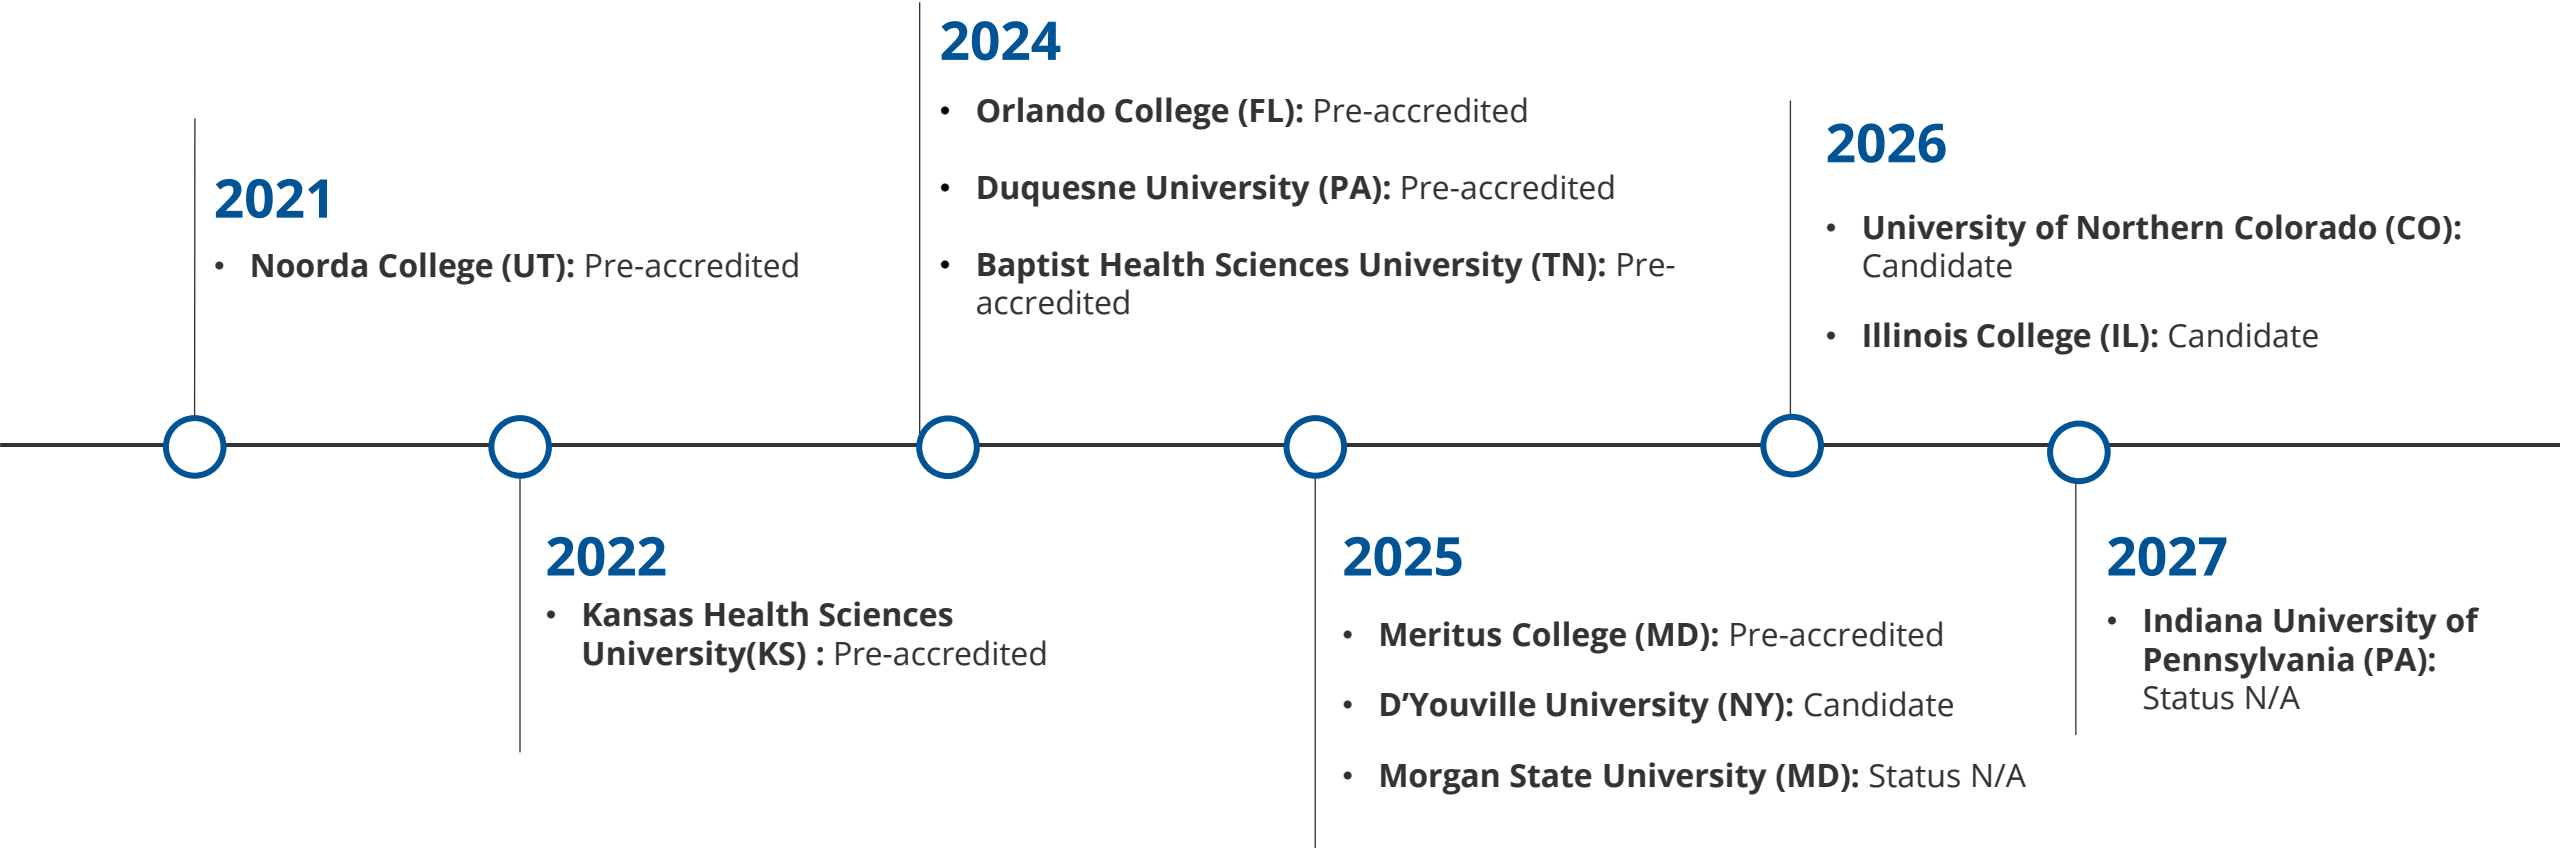 2021
• Noorda College (UT): Pre-accredited
2022
• Kansas Health Sciences
University(KS) : Pre-accredited
2024
• Orlando College (FL): Pre-accredited
• Duquesne University (PA): Pre-accredited
• Baptist Health Sciences University (TN): Pre-
accredited
2025
• Meritus College (MD): Pre-accredited
• D’Youville University (NY): Candidate
• Morgan State University (MD): Status N/A
2026
• University of Northern Colorado (CO):
Candidate
• Illinois College (IL): Candidate
2027
• Indiana University of
Pennsylvania (PA):
Status N/A